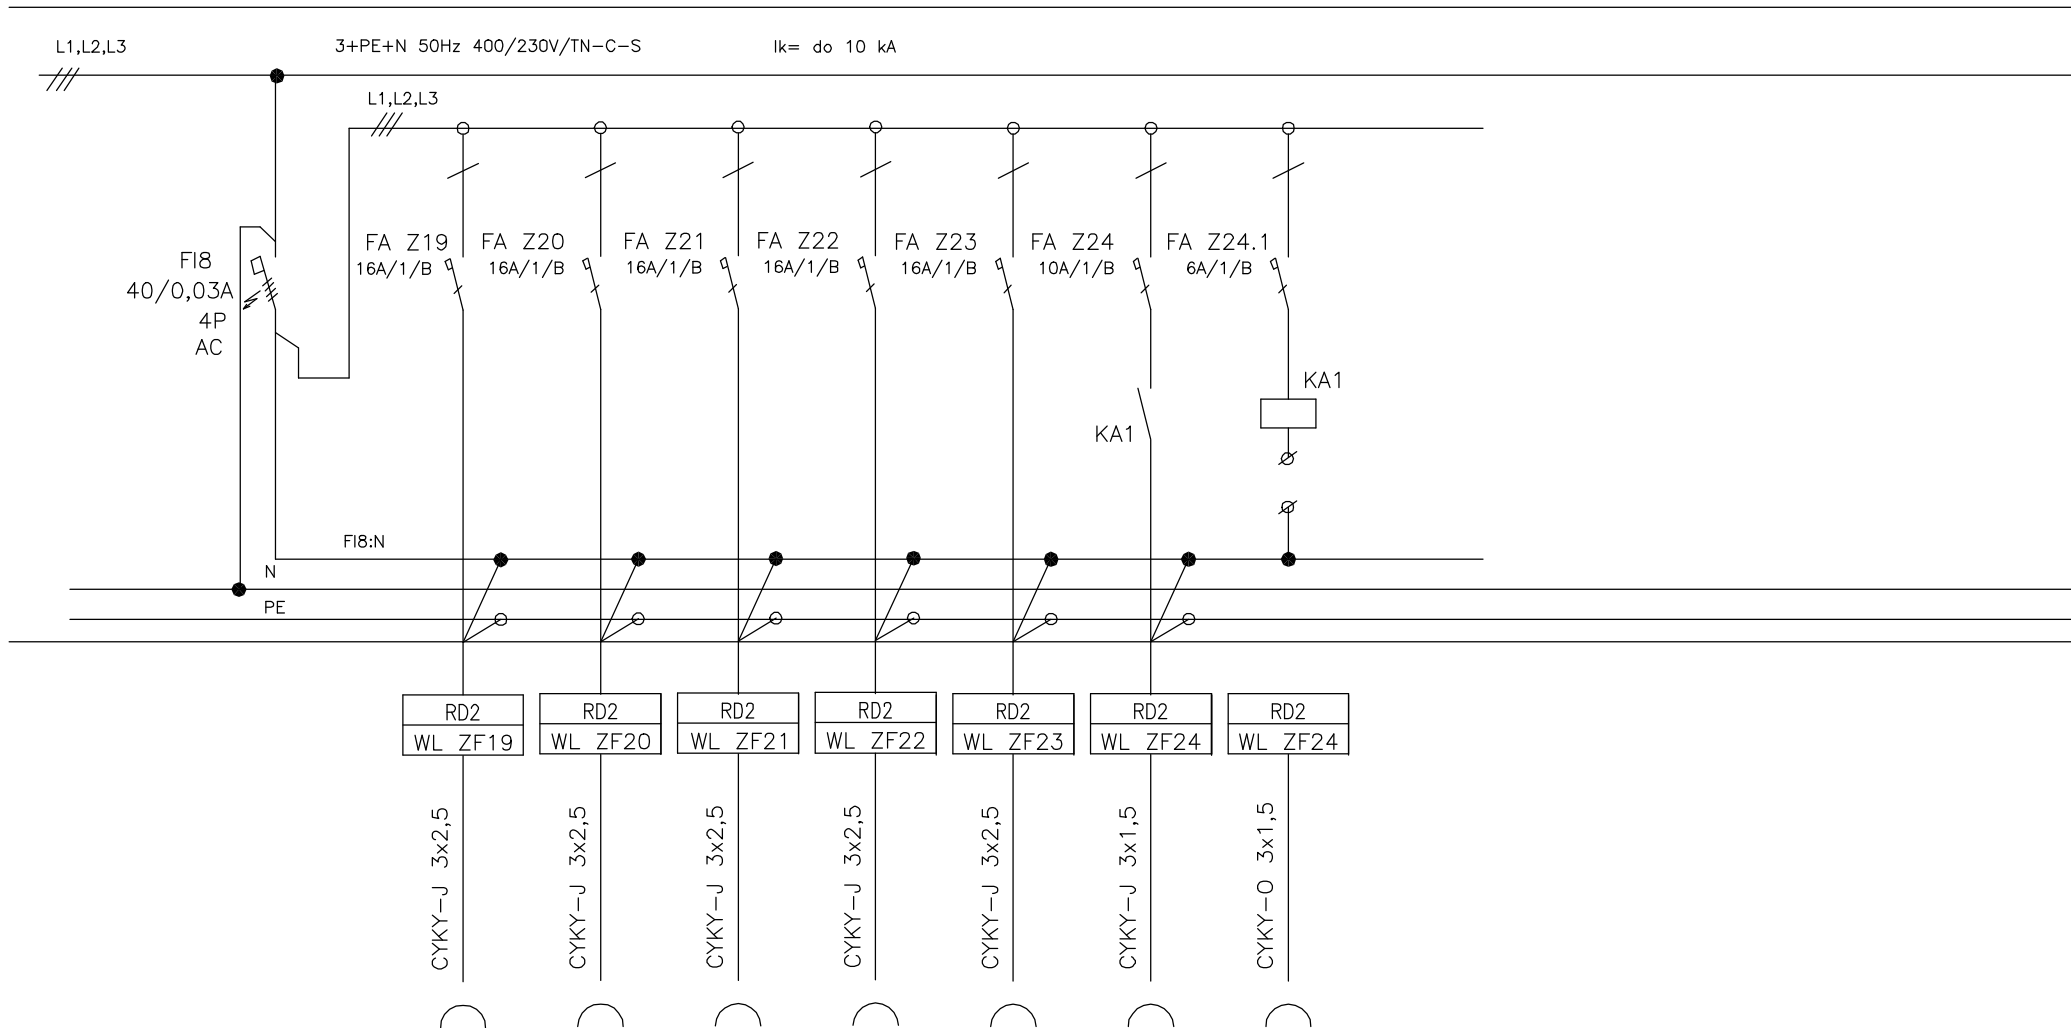 L1,L2,L3
3+PE+N 50Hz 400/230V/TN-C-S
Ik= do 10 kA
L1,L2,L3
FI8
40/0,03A
4P
AC
FA Z19
16A/1/B
FA Z20
16A/1/B
FA Z21
16A/1/B
FA Z22
16A/1/B
FA Z23
16A/1/B
FA Z24
10A/1/B
FA Z24.1
6A/1/B
KA1
KA1
FI8:N
N
PE
RD2
WL ZF19
RD2
WL ZF20
RD2
WL ZF21
RD2
WL ZF22
RD2
WL ZF23
RD2
WL ZF24
RD2
WL ZF24
CYKY-J 3x2,5
CYKY-J 3x2,5
CYKY-J 3x2,5
CYKY-J 3x2,5
CYKY-J 3x2,5
CYKY-J 3x1,5
CYKY-O 3x1,5